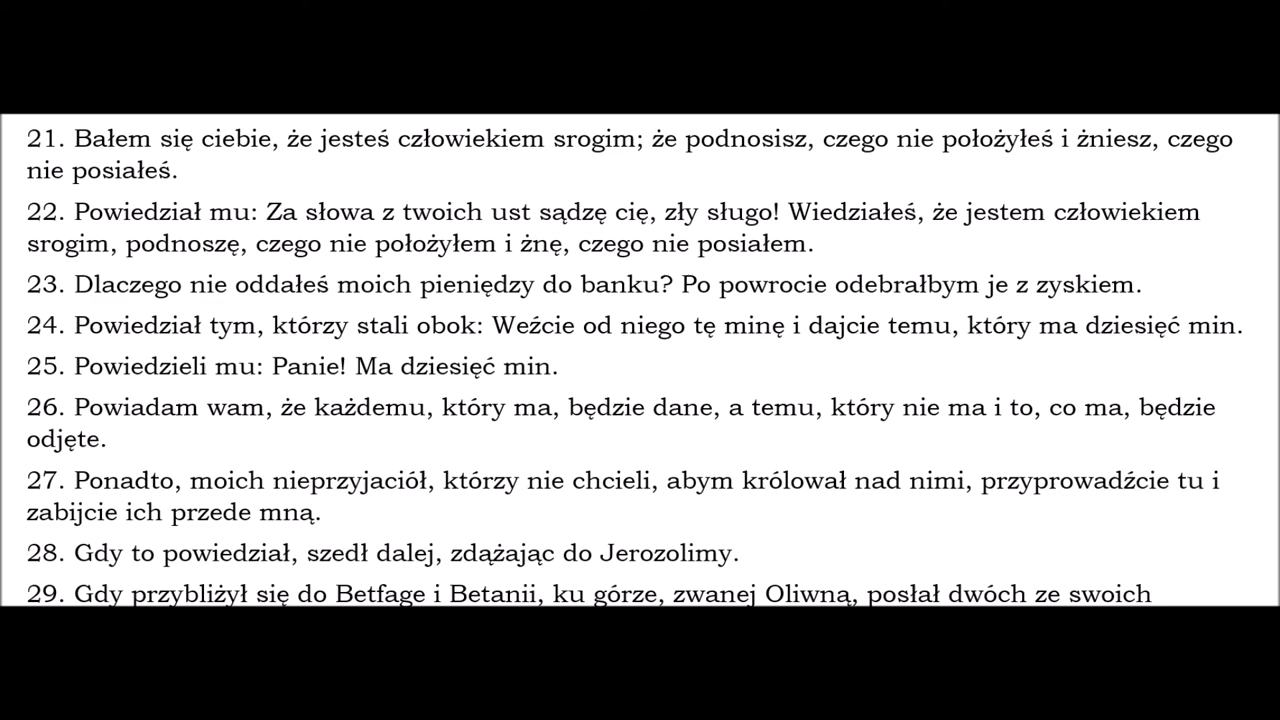 21. Bałem się ciebie, że jesteś człowiekiem srogim; że podnosisz, czego nie położyłeś i żniesz, czego
nie posiałeś.
22. Powiedział mu: Za słowa z twoich ust sądzę cię, zły sługo! Wiedziałeś, że jestem człowiekiem
srogim, podnoszę, czego nie położyłem i żnę, czego nie posiałem.
23. Dlaczego nie oddałeś moich pieniędzy do banku? Po powrocie odebrałbym je z zyskiem.
24. Powiedział tym, którzy stali obok: Weźcie od niego tę minę i dajcie temu, który ma dziesięć min.
25. Powiedzieli mu: Panie! Ma dziesięć min.
26. Powiadam wam, że każdemu, który ma, będzie dane, a temu, który nie ma i to, co ma, będzie
odjęte.
27. Ponadto, moich nieprzyjaciół, którzy nie chcieli, abym królował nad nimi, przyprowadźcie tu i
zabijcie ich przede mną.
28. Gdy to powiedział, szedł dalej, zdążając do Jerozolimy.
29. Gdy przybliżył się do Betfage i Betanii, ku górze, zwanej Oliwną, posłał dwóch ze swoich